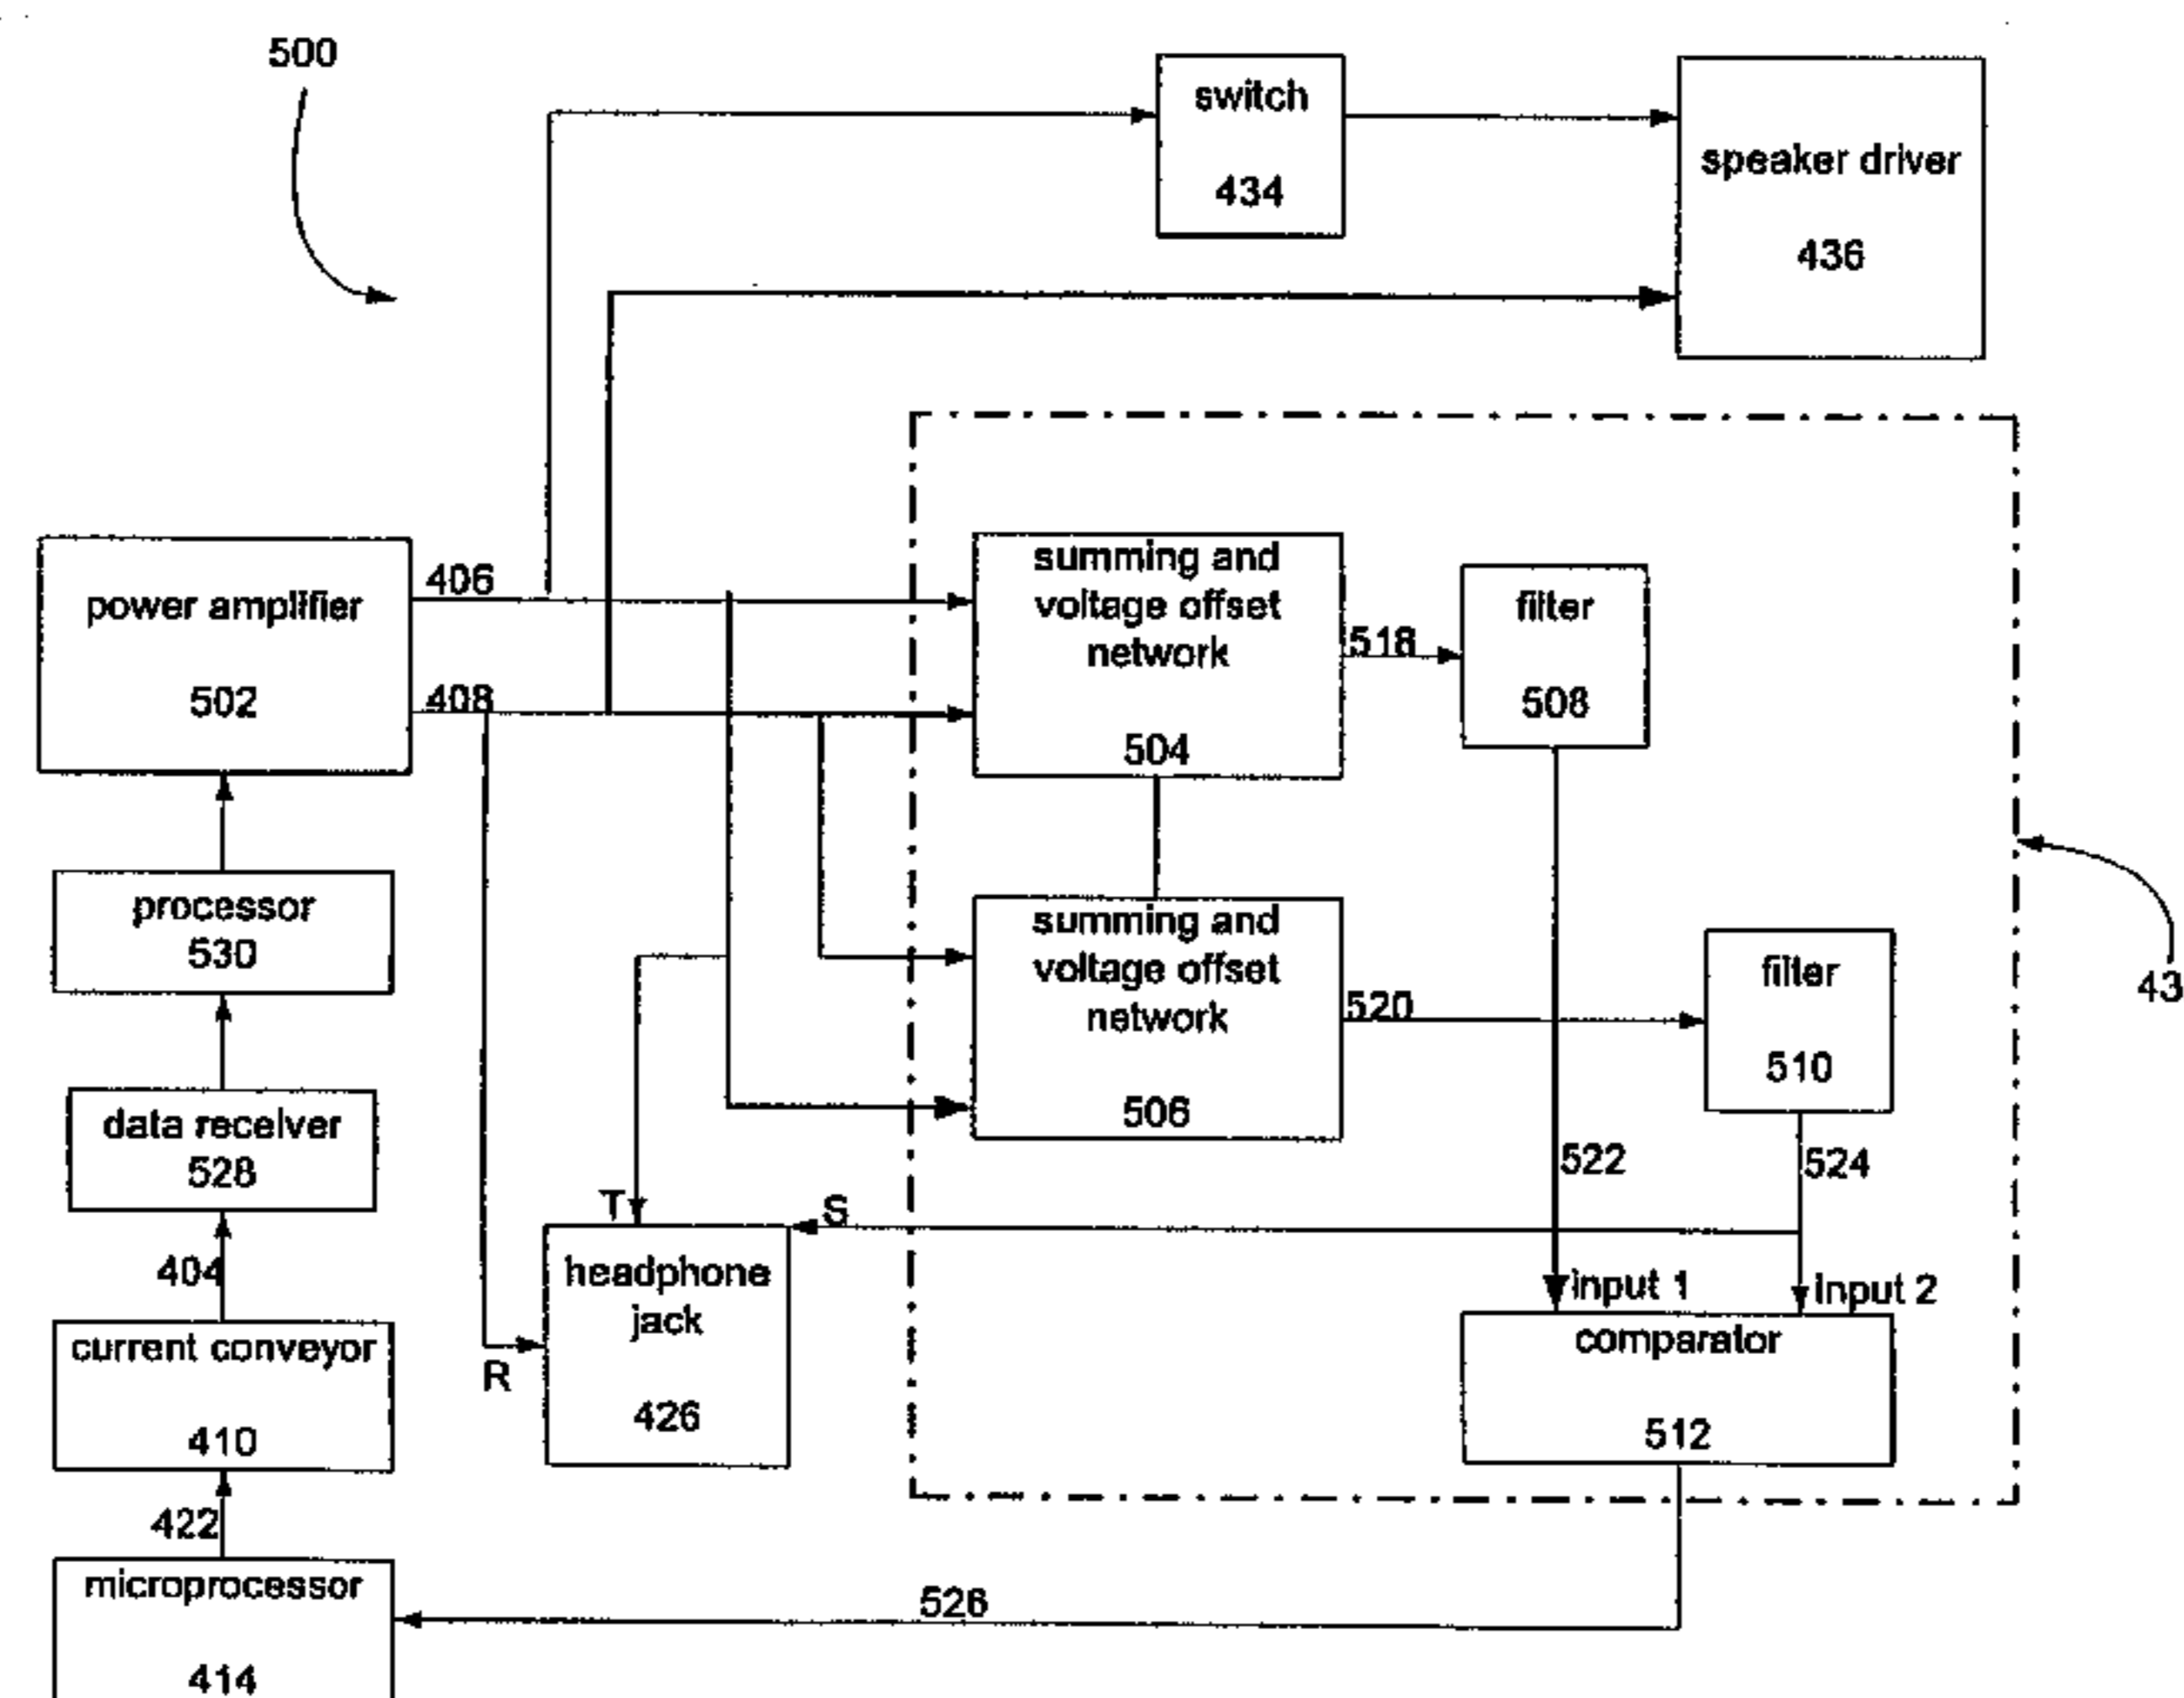 500
switch
434
speaker driver
436
power amplifier
502
406
408
summing and
voltage offset
network
504
518
filter
508
processor
530
summing and
voltage offset
network
506
520
filter
510
43
data receiver
528
522
524
404
T
S
R
headphone
jack
426
input 1
input 2
comparator
512
current conveyor
410
422
microprocessor
414
526